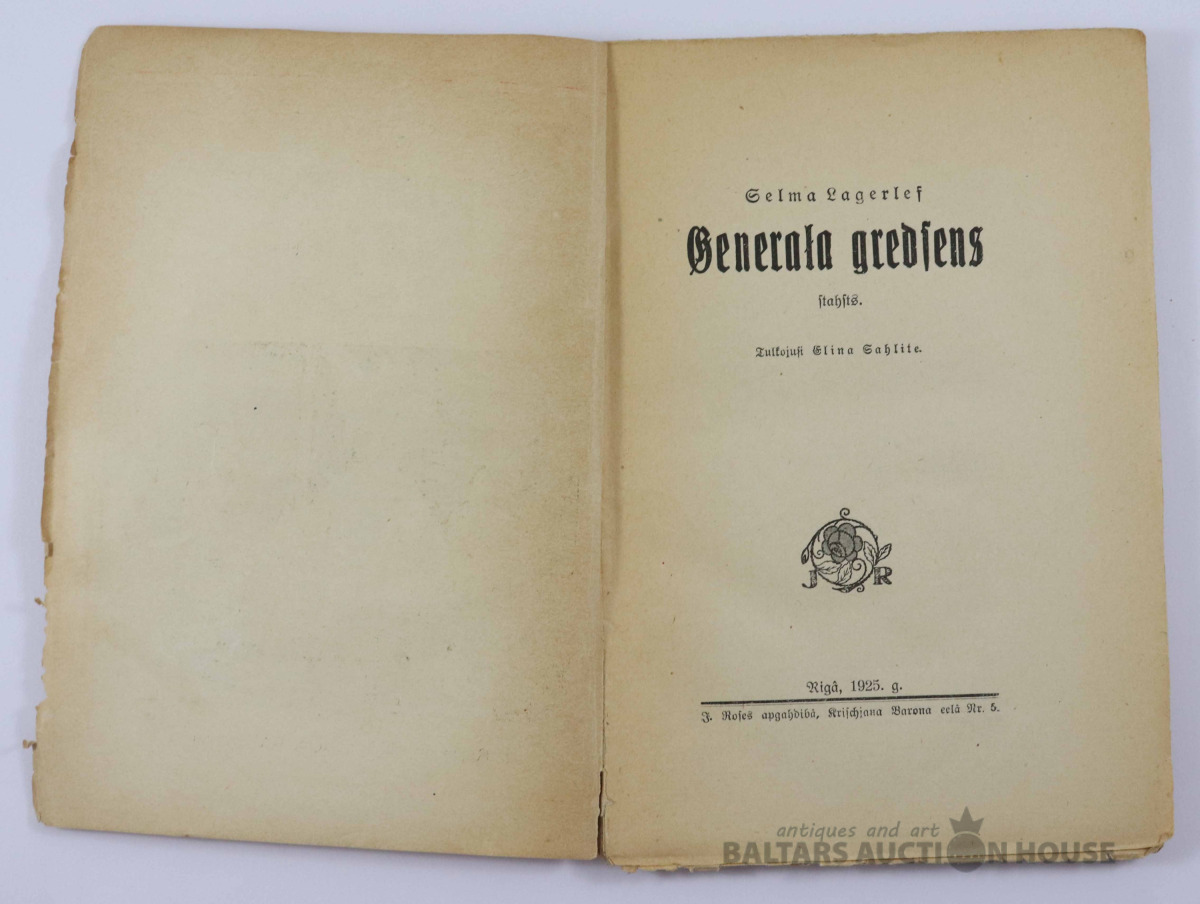 Selma Lagerlef
Generała gredſens
ſtahſts.
Tulkojuſi Elina Sahlite.
J R
Rigâ, 1925. g.
J. Roſes apgahdibâ, Kriſchjana Barona eelâ Nr. 5.
antiques and art
BALTARS AUCTION HOUSE